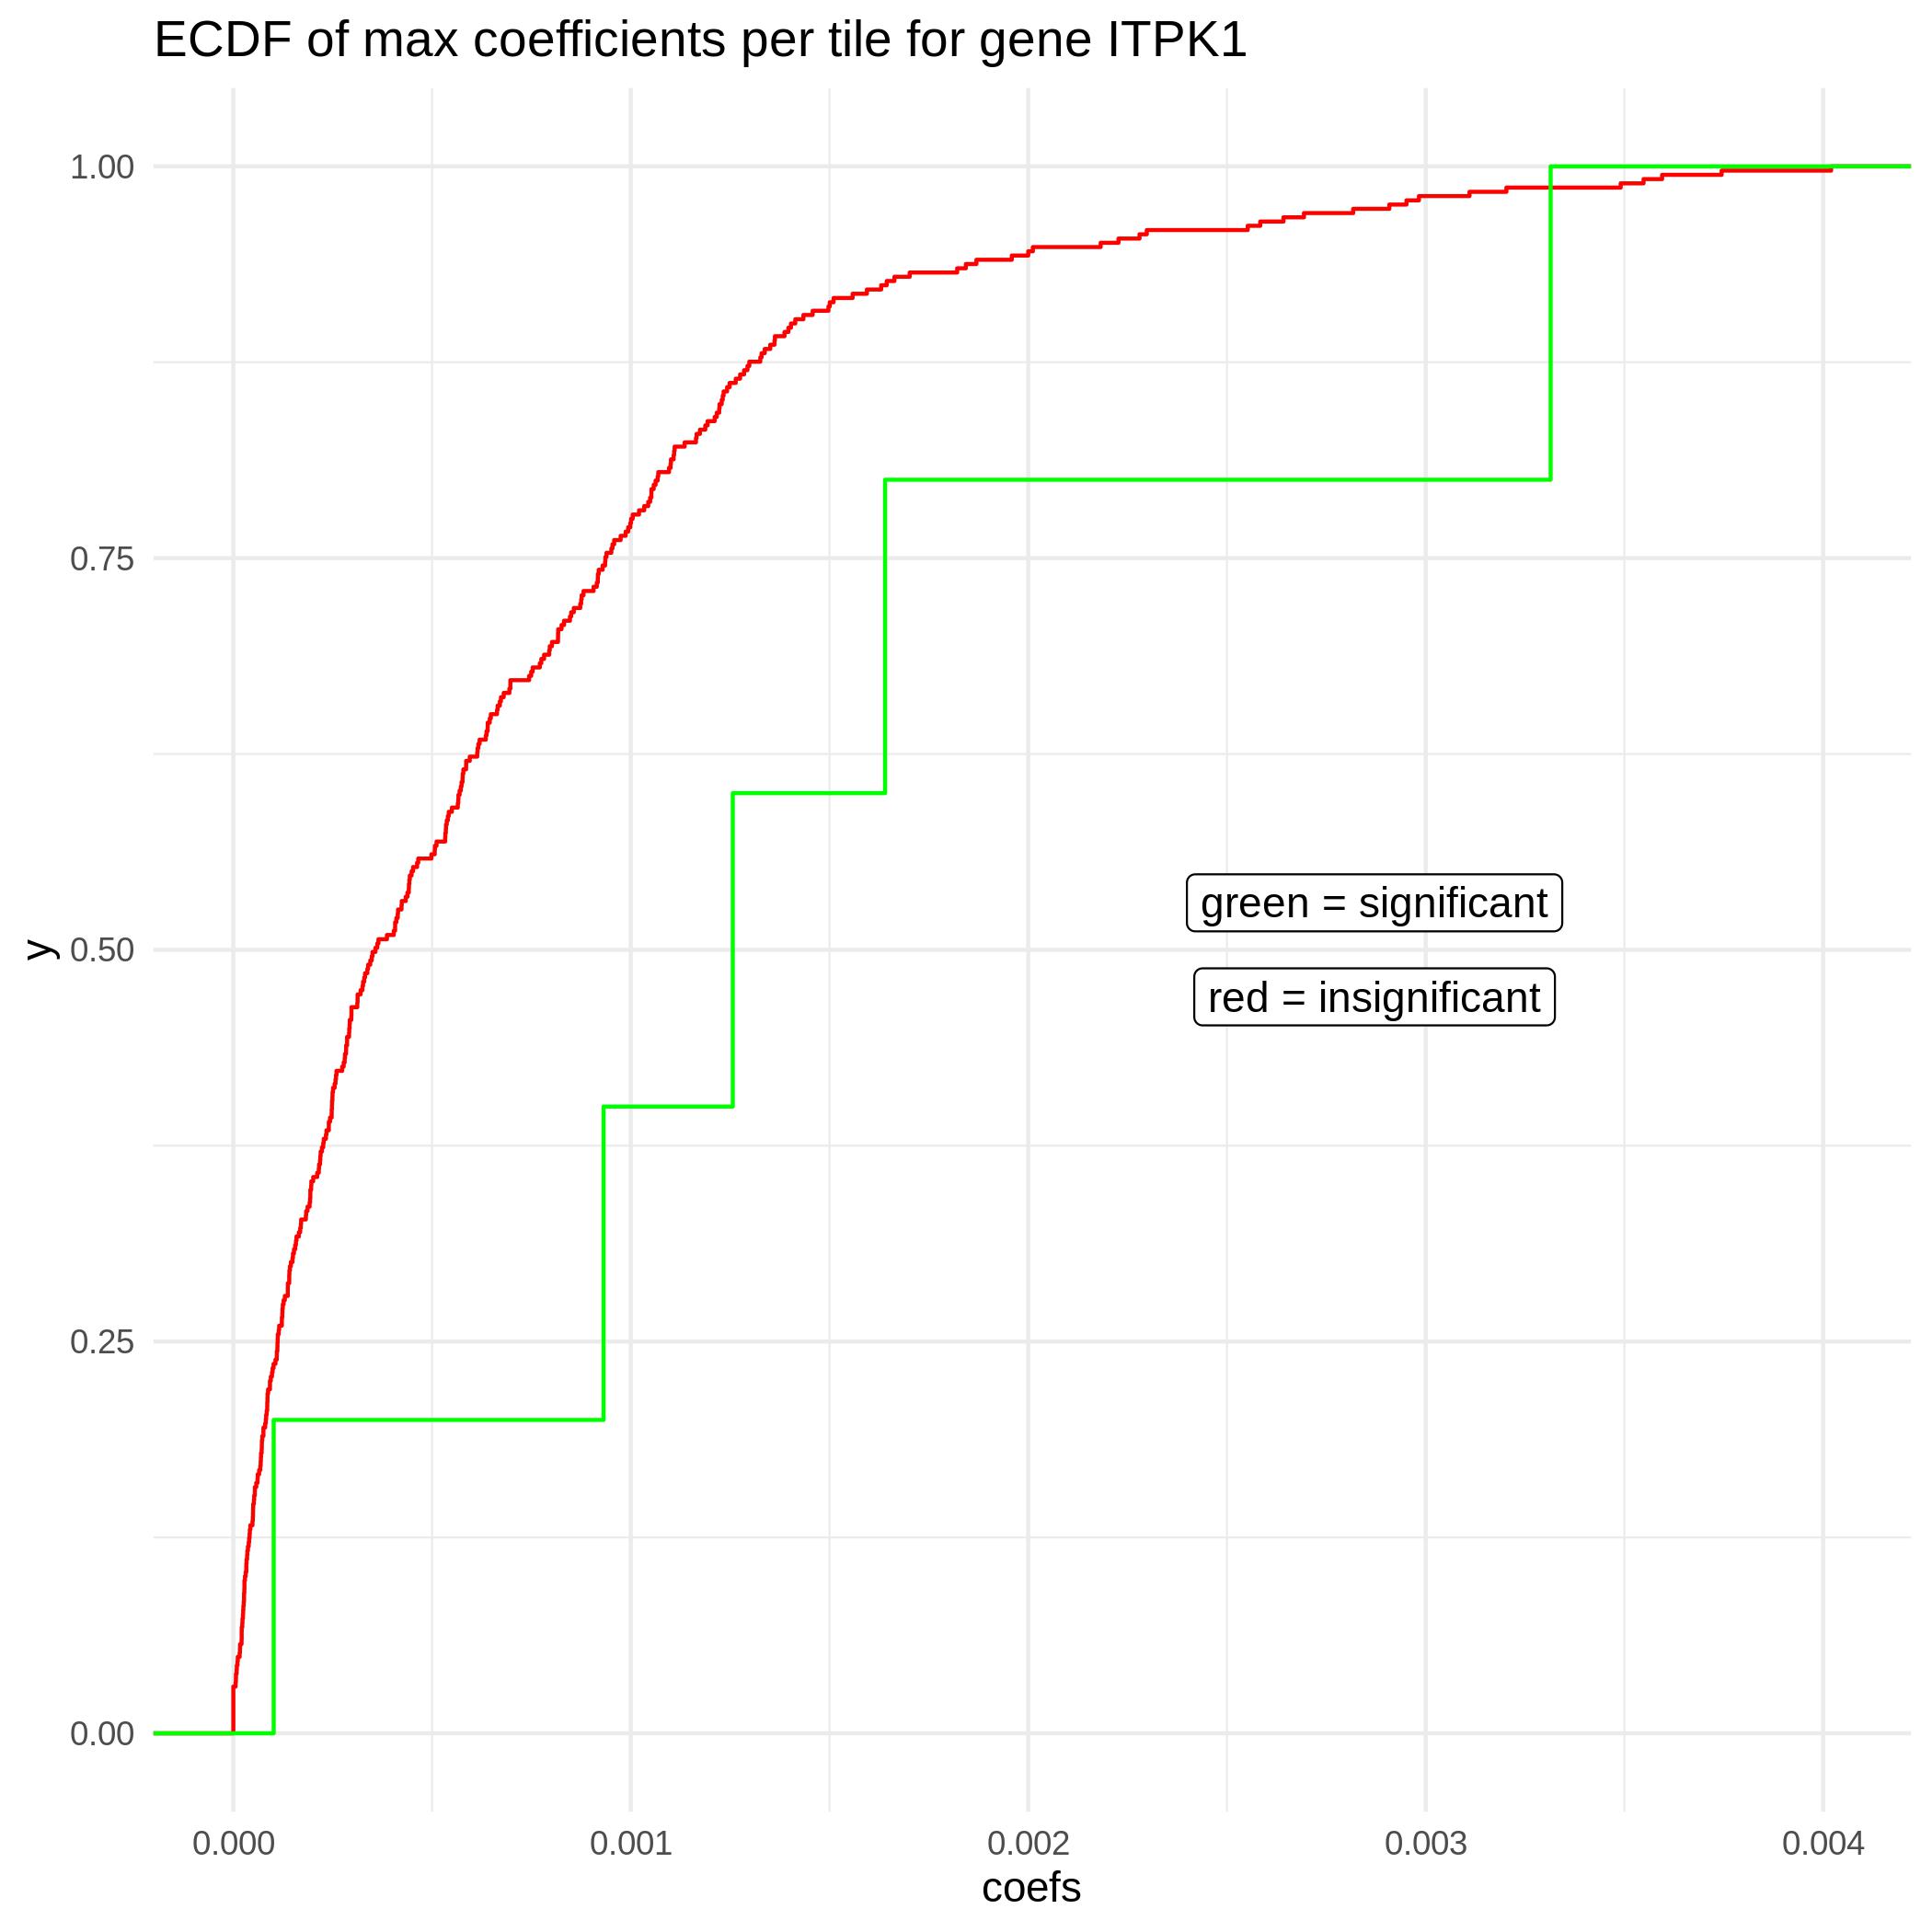 ECDF of max coefficients per tile for gene ITPK1
1.00
0.75
0.50
0.25
0.00
y
green = significant
red = insignificant
0.000 0.001 0.002 0.003 0.004
coefs